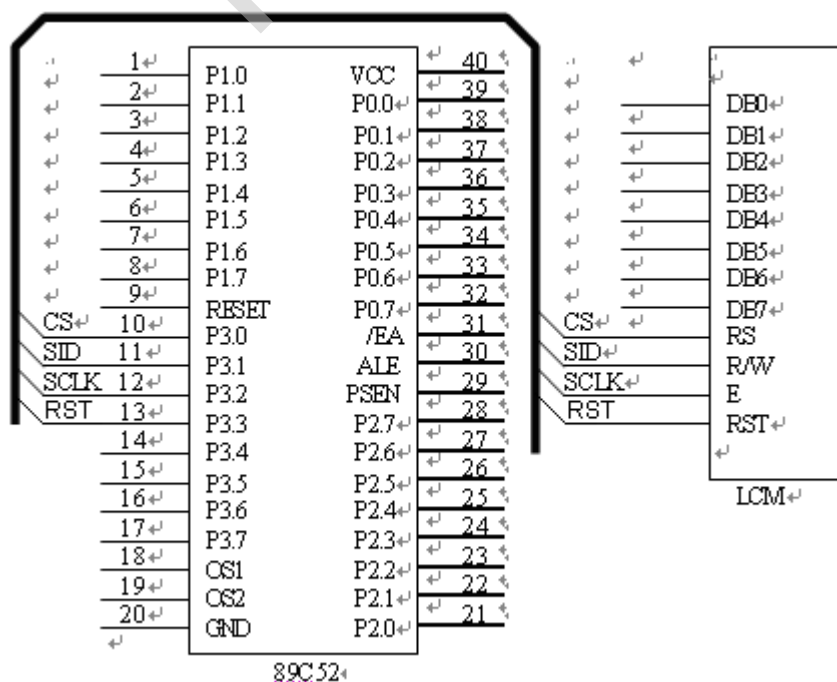 1 P1.0 VCC 40
2 P1.1 P0.0 39
3 P1.2 P0.1 38
4 P1.3 P0.2 37
5 P1.4 P0.3 36
6 P1.5 P0.4 35
7 P1.6 P0.5 34
8 P1.7 P0.6 33
9 RESET P0.7 32
CS 10 P3.0 /EA 31
SID 11 P3.1 ALE 30
SCLK 12 P3.2 PSEN 29
RST 13 P3.3 P2.7 28
14 P3.4 P2.6 27
15 P3.5 P2.5 26
16 P3.6 P2.4 25
17 P3.7 P2.3 24
18 OS1 P2.2 23
19 OS2 P2.1 22
20 GND P2.0 21
89C52
DB0
DB1
DB2
DB3
DB4
DB5
DB6
DB7
CS RS
SID R/W
SCLK E
RST RST
LCM